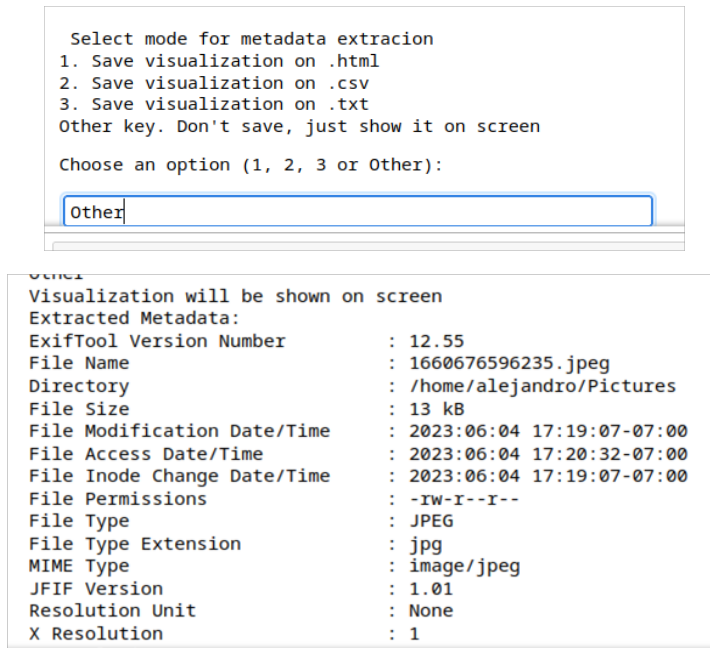 Select mode for metadata extracion
1. Save visualization on .html
2. Save visualization on .csv
3. Save visualization on .txt
Other key. Don't save, just show it on screen
Choose an option (1, 2, 3 or Other):
Other
Other
Visualization will be shown on screen
Extracted Metadata:
ExifTool Version Number : 12.55
File Name : 1660676596235.jpeg
Directory : /home/alejandro/Pictures
File Size : 13 kB
File Modification Date/Time : 2023:06:04 17:19:07-07:00
File Access Date/Time : 2023:06:04 17:20:32-07:00
File Inode Change Date/Time : 2023:06:04 17:19:07-07:00
File Permissions : -rw-r--r--
File Type : JPEG
File Type Extension : jpg
MIME Type : image/jpeg
JFIF Version : 1.01
Resolution Unit : None
X Resolution : 1